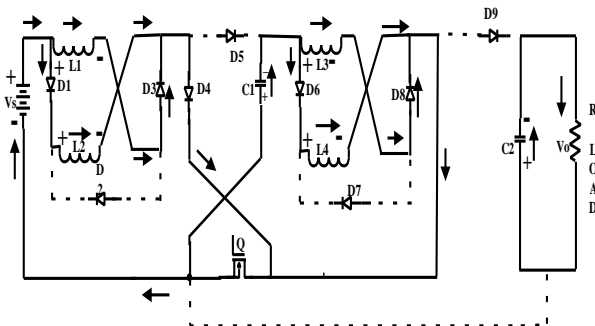 D9
D5
L1
L3
+
+
-
+
D1
D3
D4
C1
+
D6
D8
Vs
R
+
L2
+
L4
C2
Vo
L
D
2
+
O
D7
A
D
Q